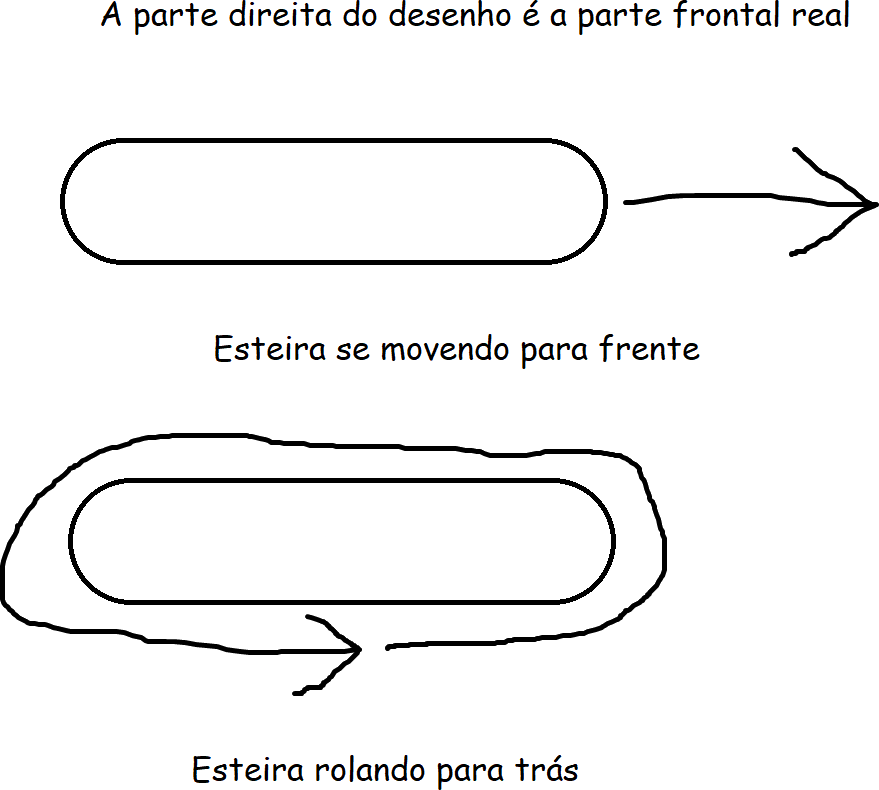 A parte direita do desenho é a parte frontal real
Esteira se movendo para frente
Esteira rolando para trás